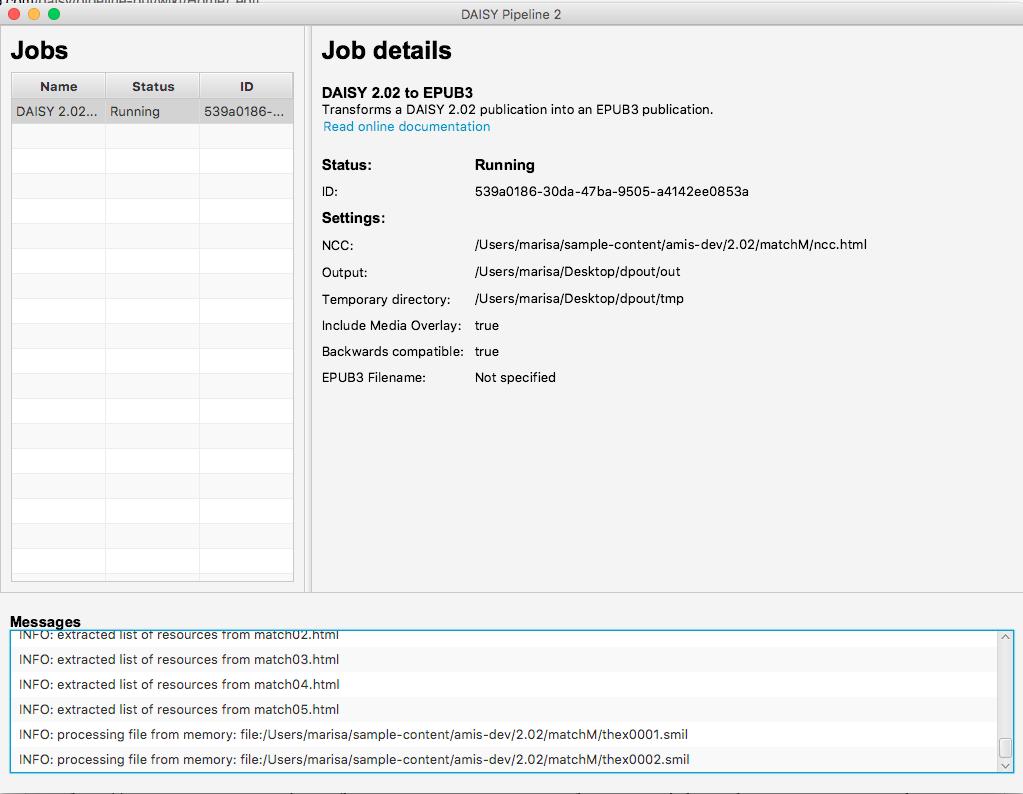 DAISY Pipeline 2
Jobs
Name Status ID
DAISY 2.02... Running 539a0186-...
Job details
DAISY 2.02 to EPUB3
Transforms a DAISY 2.02 publication into an EPUB3 publication.
Read online documentation
Status: Running
ID: 539a0186-30da-47ba-9505-a4142ee0853a
Settings:
NCC: /Users/marisa/sample-content/amis-dev/2.02/matchM/ncc.html
Output: /Users/marisa/Desktop/dpout/out
Temporary directory: /Users/marisa/Desktop/dpout/tmp
Include Media Overlay: true
Backwards compatible: true
EPUB3 Filename: Not specified
Messages
INFO: extracted list of resources from match02.html
INFO: extracted list of resources from match03.html
INFO: extracted list of resources from match04.html
INFO: extracted list of resources from match05.html
INFO: processing file from memory: file:/Users/marisa/sample-content/amis-dev/2.02/matchM/thex0001.smil
INFO: processing file from memory: file:/Users/marisa/sample-content/amis-dev/2.02/matchM/thex0002.smil